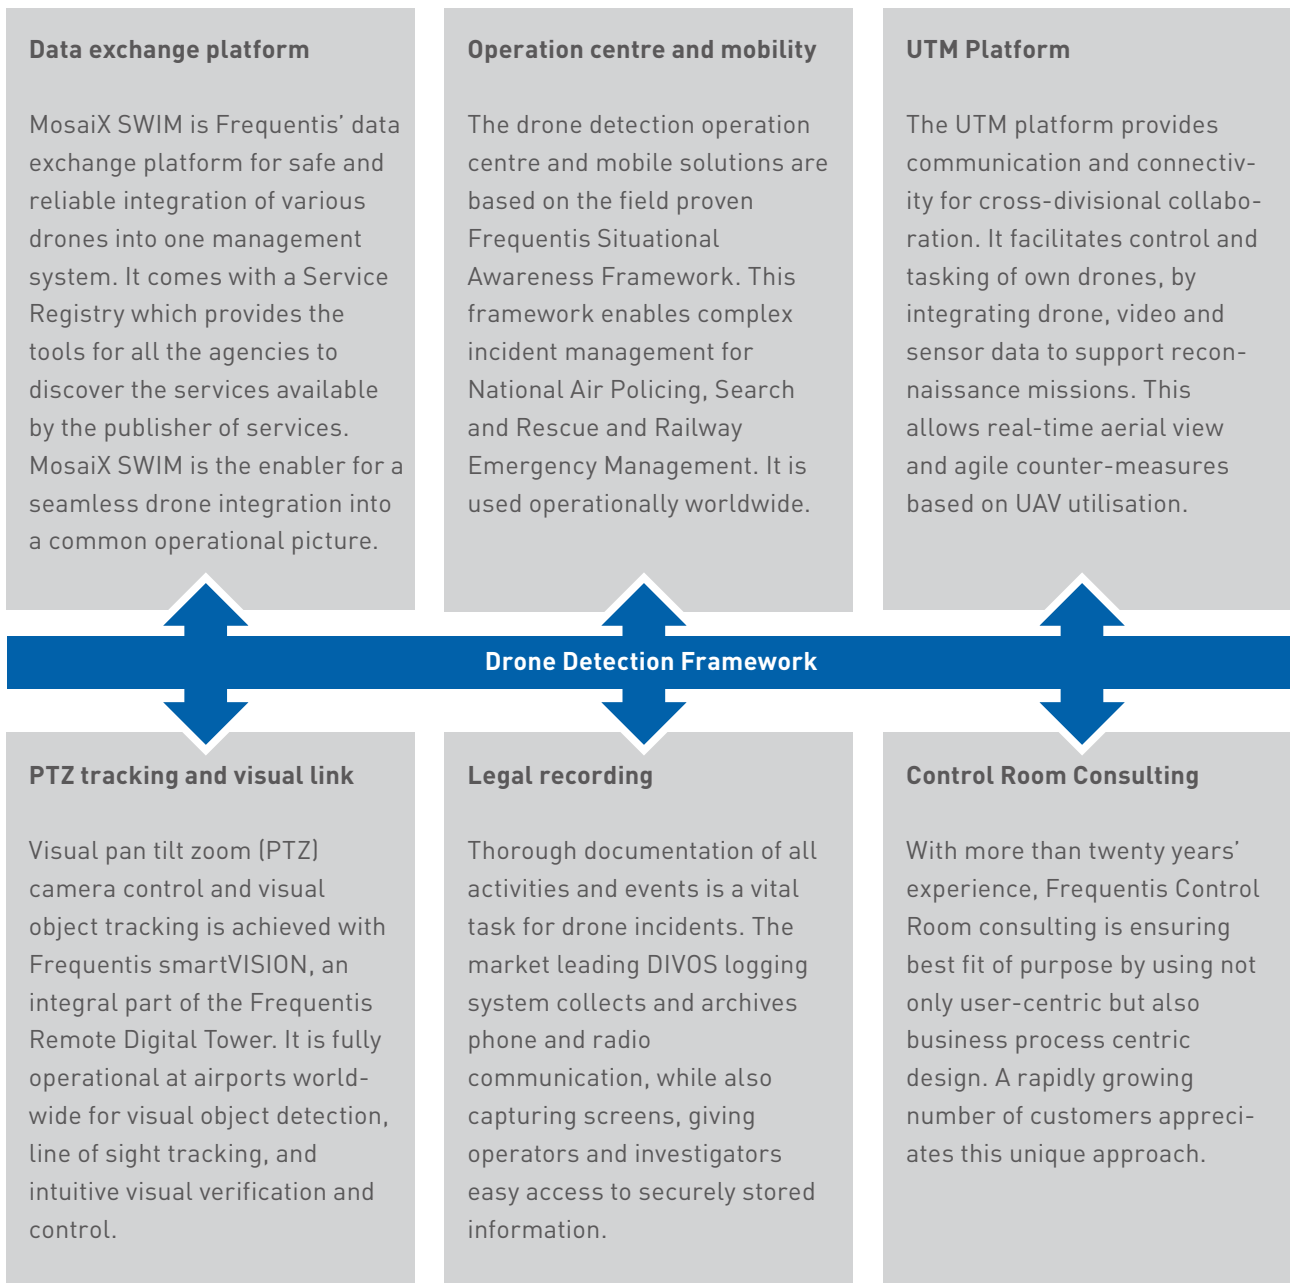 Data exchange platform
MosaiX SWIM is Frequentis’ data
exchange platform for safe and
reliable integration of various
drones into one management
system. It comes with a Service
Registry which provides the
tools for all the agencies to
discover the services available
by the publisher of services.
MosaiX SWIM is the enabler for a
seamless drone integration into
a common operational picture.
Operation centre and mobility
The drone detection operation
centre and mobile solutions are
based on the field proven
Frequentis Situational
Awareness Framework. This
framework enables complex
incident management for
National Air Policing, Search
and Rescue and Railway
Emergency Management. It is
used operationally worldwide.
UTM Platform
The UTM platform provides
communication and connectiv-
ity for cross-divisional collabo-
ration. It facilitates control and
tasking of own drones, by
integrating drone, video and
sensor data to support recon-
naissance missions. This
allows real-time aerial view
and agile counter-measures
based on UAV utilisation.
Drone Detection Framework
PTZ tracking and visual link
Visual pan tilt zoom (PTZ)
camera control and visual
object tracking is achieved with
Frequentis smartVISION, an
integral part of the Frequentis
Remote Digital Tower. It is fully
operational at airports world-
wide for visual object detection,
line of sight tracking, and
intuitive visual verification and
control.
Legal recording
Thorough documentation of all
activities and events is a vital
task for drone incidents. The
market leading DIVOS logging
system collects and archives
phone and radio
communication, while also
capturing screens, giving
operators and investigators
easy access to securely stored
information.
Control Room Consulting
With more than twenty years’
experience, Frequentis Control
Room consulting is ensuring
best fit of purpose by using not
only user-centric but also
business process centric
design. A rapidly growing
number of customers appreci-
ates this unique approach.